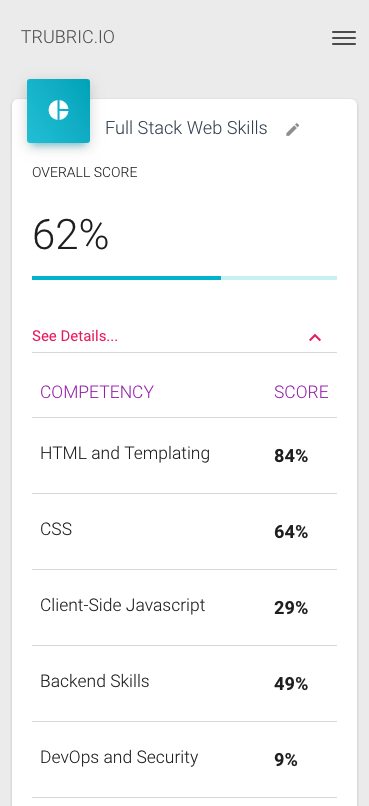 TRUBRIC.IO
Full Stack Web Skills
OVERALL SCORE
62%
See Details...
COMPETENCY SCORE
HTML and Templating 84%
CSS 64%
Client-Side Javascript 29%
Backend Skills 49%
DevOps and Security 9%